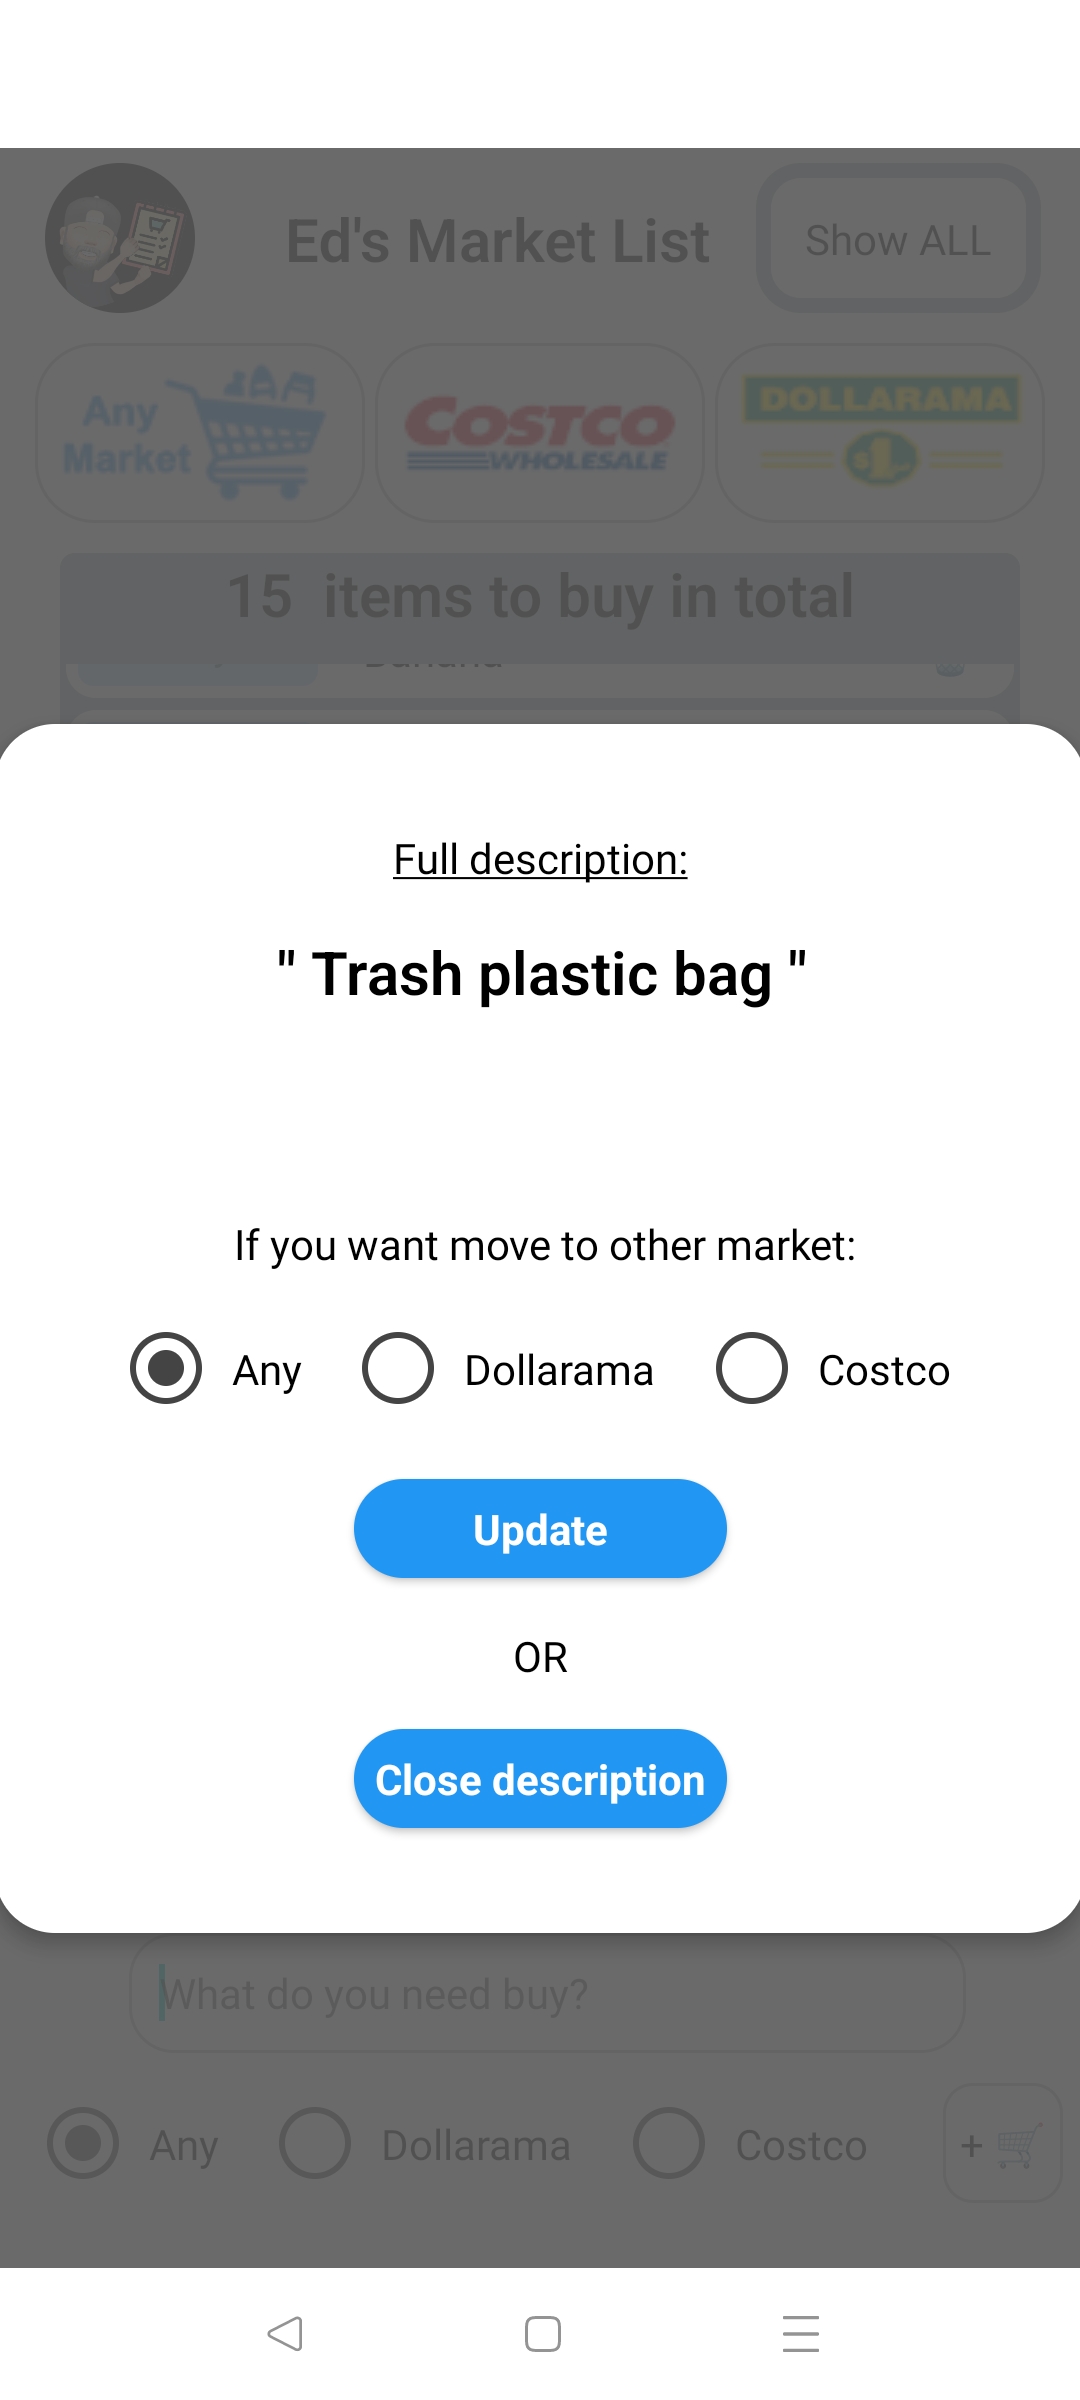 Ed's Market List
Show ALL
Any
Market
COSTCO
WHOLESALE
DOLLARAMA
$1
15 items to buy in total
Banana
Full description:
" Trash plastic bag "
If you want move to other market:
Any Dollarama Costco
Update
OR
Close description
What do you need buy?
Any Dollarama Costco +